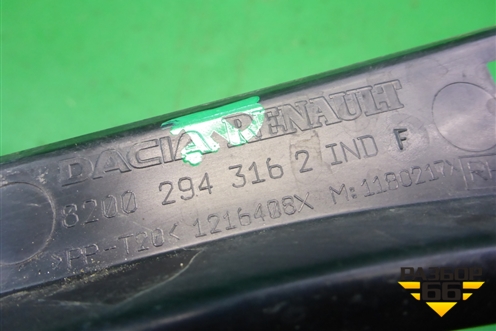 DACIA RENAULT
8200 294 316 2 IND F
>PP-T20< 1216408X M:1180217
РАЗБОР
66